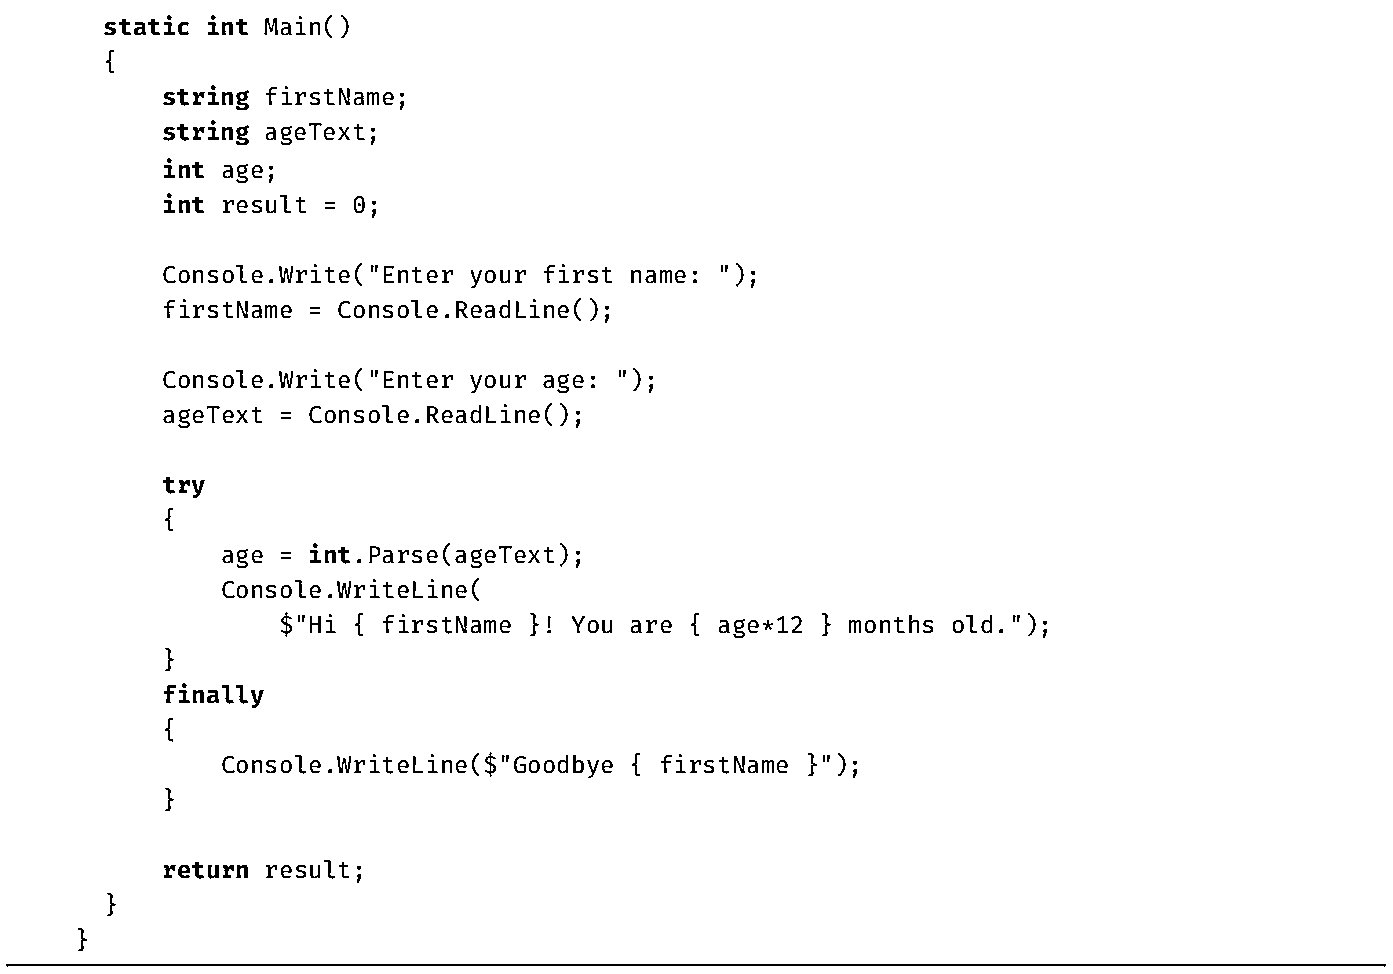 static int Main()
{
string firstName;
string ageText;
int age;
int result = 0;
Console.Write("Enter your first name: ");
firstName = Console.ReadLine();
Console.Write("Enter your age: ");
ageText = Console.ReadLine();
try
{
age = int.Parse(ageText);
Console.WriteLine(
$"Hi { firstName }! You are { age*12 } months old.");
}
finally
{
Console.WriteLine($"Goodbye { firstName }");
}
return result;
}
}